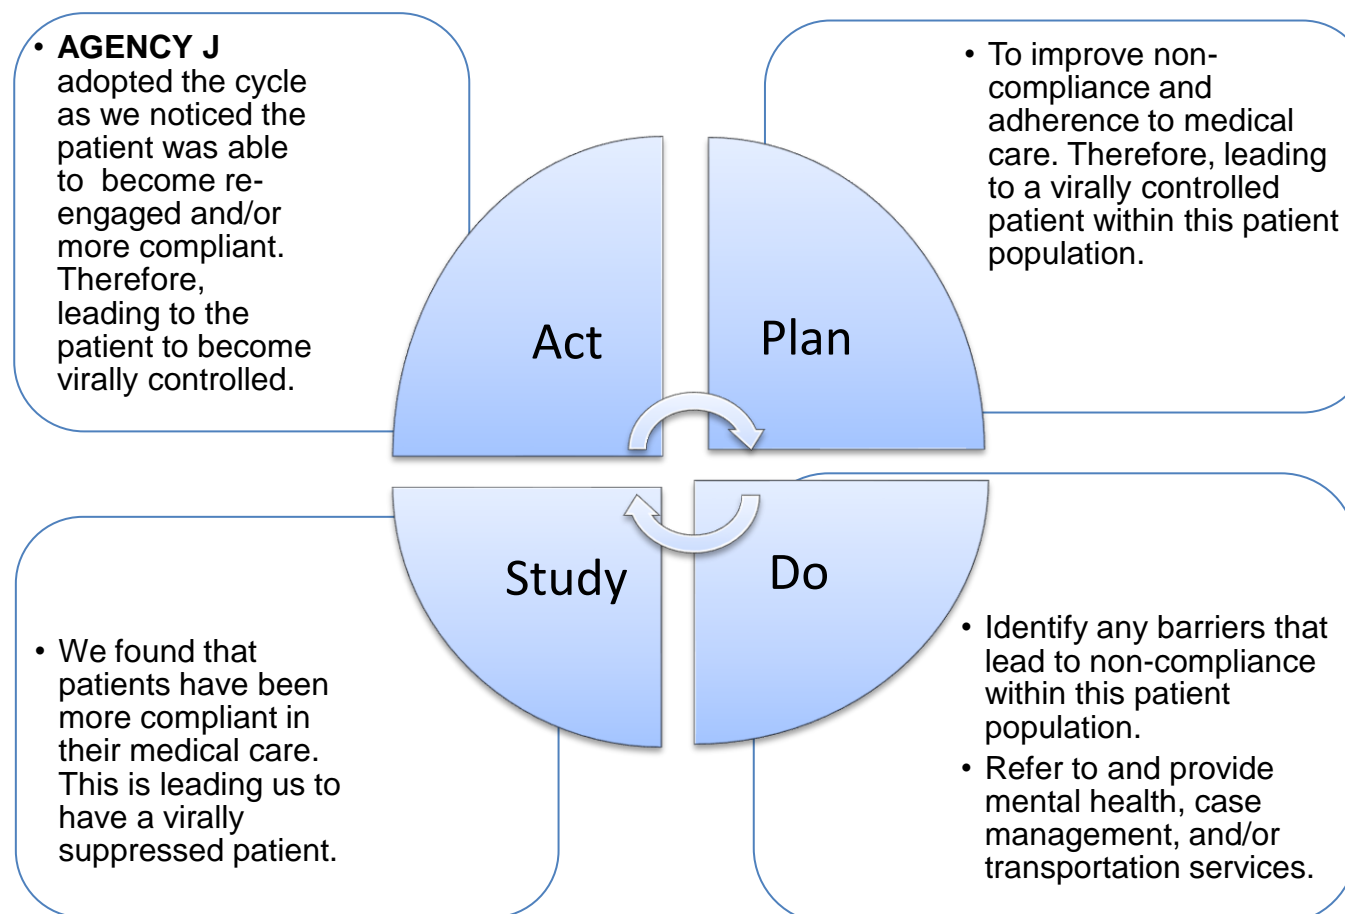 • AGENCY J
adopted the cycle
as we noticed the
patient was able
to  become re-
engaged and/or
more compliant.
Therefore,
leading to the
patient to become
virally controlled.
• To improve non-
compliance and
adherence to medical
care. Therefore, leading
to a virally controlled
patient within this patient
population.
Act
Plan
Study
Do
• We found that
patients have been
more compliant in
their medical care.
This is leading us to
have a virally
suppressed patient.
• Identify any barriers that
lead to non-compliance
within this patient
population.
• Refer to and provide
mental health, case
management, and/or
transportation services.